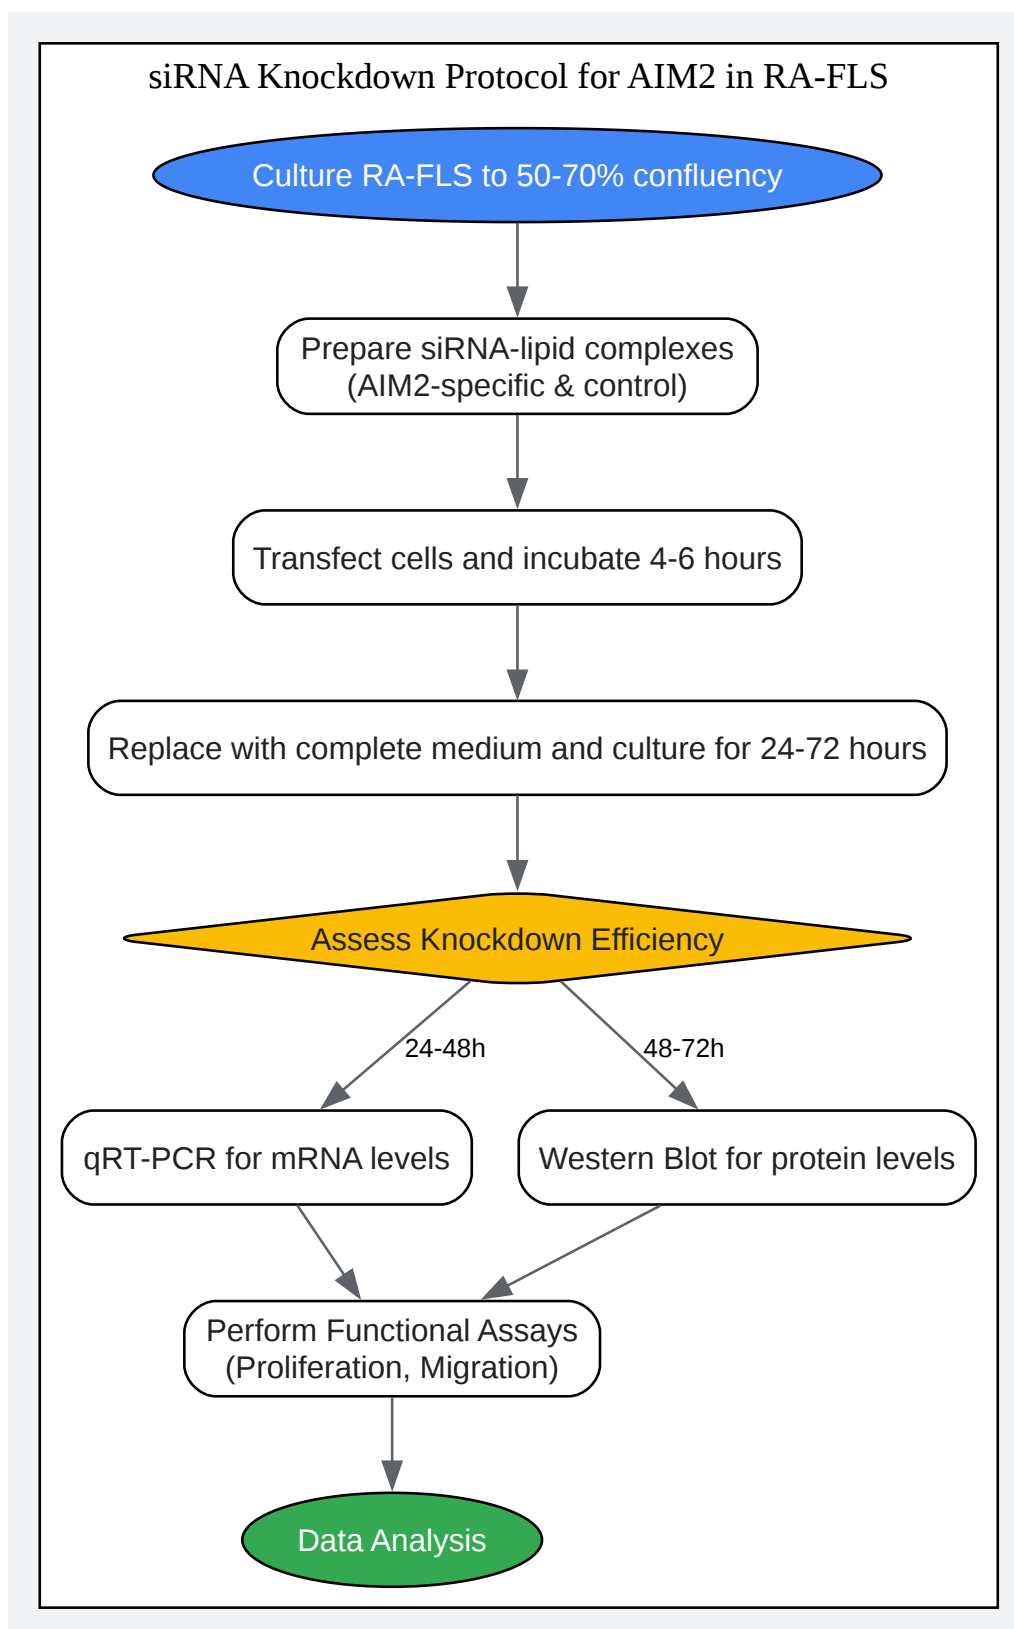 siRNA Knockdown Protocol for AIM2 in RA-FLS
Culture RA-FLS to 50-70% confluency
Prepare siRNA-lipid complexes
(AIM2-specific & control)
Transfect cells and incubate 4-6 hours
Replace with complete medium and culture for 24-72 hours
Assess Knockdown Efficiency
24-48h
48-72h
qRT-PCR for mRNA levels
Western Blot for protein levels
Perform Functional Assays
(Proliferation, Migration)
Data Analysis